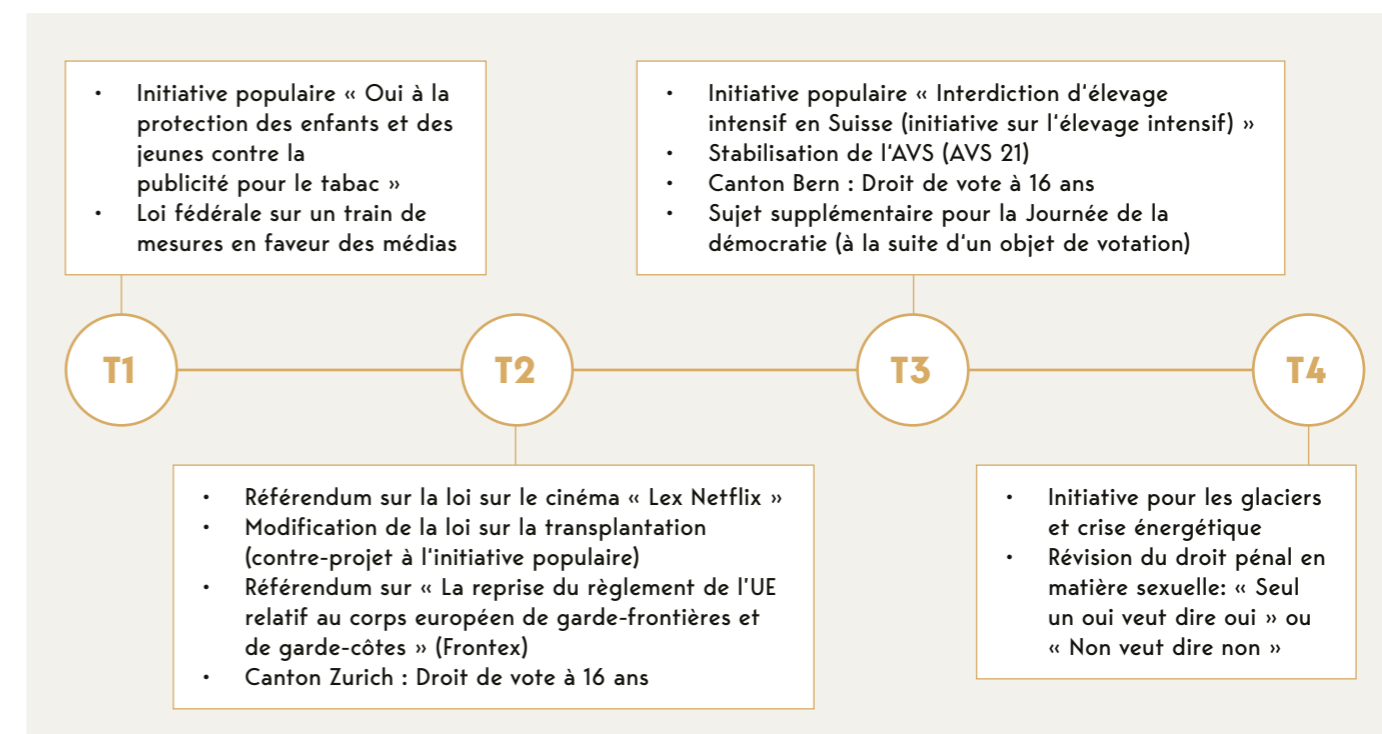 • Initiative populaire « Oui à la
protection des enfants et des
jeunes contre la
publicité pour le tabac »
• Loi fédérale sur un train de
mesures en faveur des médias
• Initiative populaire « Interdiction d‘élevage
intensif en Suisse (initiative sur l‘élevage intensif) »
• Stabilisation de l‘AVS (AVS 21)
• Canton Bern : Droit de vote à 16 ans
• Sujet supplémentaire pour la Journée de la
démocratie (à la suite d‘un objet de votation)
T1
T2
T3
T4
• Référendum sur la loi sur le cinéma « Lex Netflix »
• Modification de la loi sur la transplantation
(contre-projet à l‘initiative populaire)
• Référendum sur « La reprise du règlement de l’UE
relatif au corps européen de garde-frontières et
de garde-côtes » (Frontex)
• Canton Zurich : Droit de vote à 16 ans
• Initiative pour les glaciers
et crise énergétique
• Révision du droit pénal en
matière sexuelle: « Seul
un oui veut dire oui » ou
« Non veut dire non »